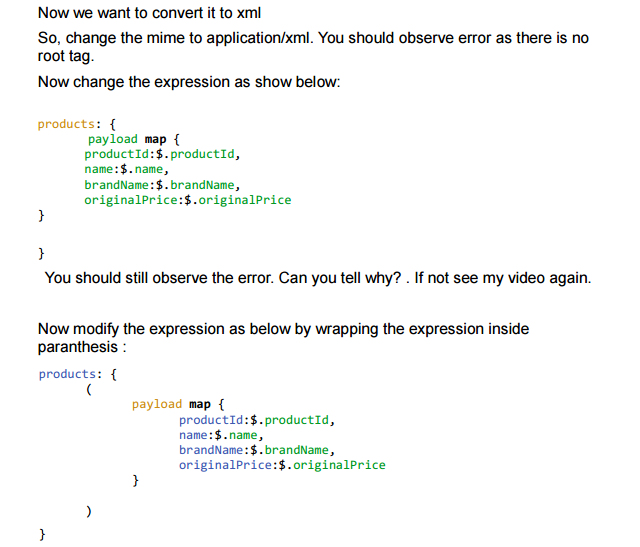 Now we want to convert it to xml
So, change the mime to application/xml. You should observe error as there is no
root tag.
Now change the expression as show below:
products: {
payload map {
productId:$.productId,
name:$.name,
brandName:$.brandName,
originalPrice:$.originalPrice
}
}
You should still observe the error. Can you tell why? . If not see my video again.
Now modify the expression as below by wrapping the expression inside
paranthesis :
products: {
(
payload map {
productId:$.productId,
name:$.name,
brandName:$.brandName,
originalPrice:$.originalPrice
}
)
}